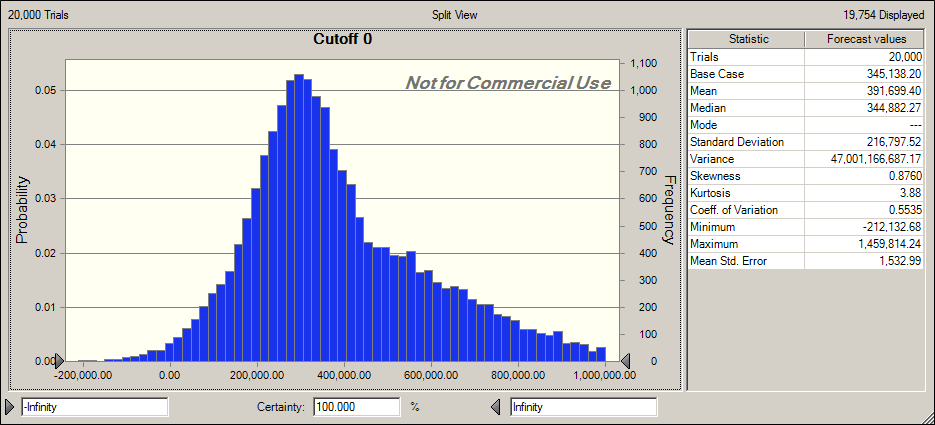 20,000 Trials Split View 19,754 Displayed
Cutoff 0
Not for Commercial Use
Probability
0.05
0.04
0.03
0.02
0.01
0.00
1,100
1,000
900
800
700
600
500
400
300
200
100
0
Frequency
-200,000.00 0.00 200,000.00 400,000.00 600,000.00 800,000.00 1,000,000.00
Statistic Forecast values
Trials 20,000
Base Case 345,138.20
Mean 391,699.40
Median 344,882.27
Mode ---
Standard Deviation 216,797.52
Variance 47,001,166,687.17
Skewness 0.8760
Kurtosis 3.88
Coeff. of Variation 0.5535
Minimum -212,132.68
Maximum 1,459,814.24
Mean Std. Error 1,532.99
-Infinity Certainty: 100.000 % Infinity